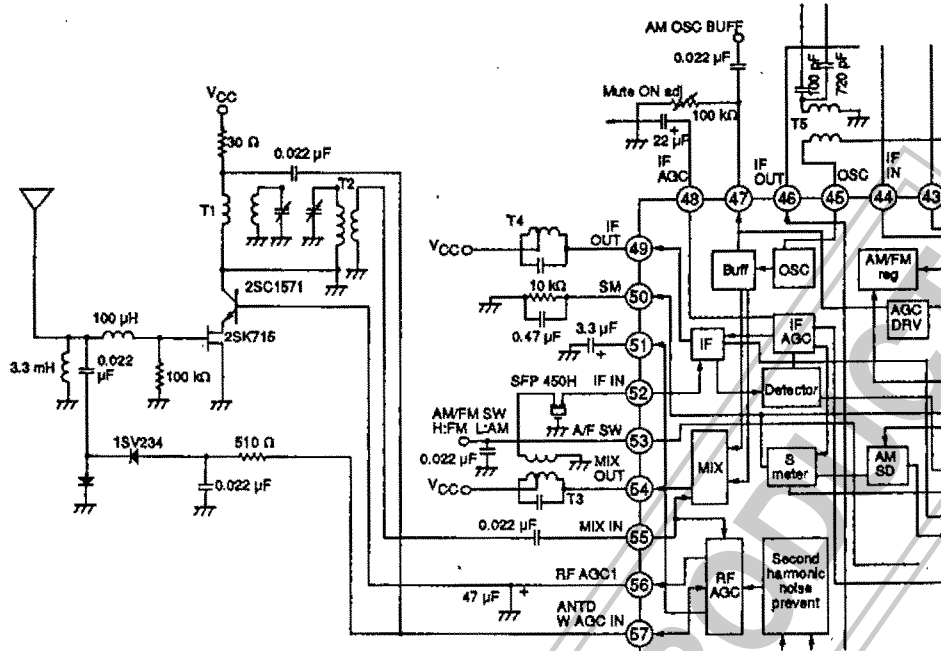 AM OSC BUFF
0.022 µF
100 pF
720 pF
Mute ON adj
100 kΩ
22 µF
+
T5
VCC
30 Ω
0.022 µF
T1
T2
IF AGC
IF OUT
OSC
IF IN
48
47
46
45
44
43
T4
VCC
IF OUT
49
Buff
OSC
AM/FM reg
2SC1571
10 kΩ
SM
50
0.47 µF
AGC DRV
100 µH
2SK715
3.3 µF
+
51
IF
IF AGC
3.3 mH
0.022 µF
100 kΩ
SFP 450H
IF IN
52
Detector
AM/FM SW
H:FM L:AM
A/F SW
53
0.022 µF
MIX OUT
54
MIX
S meter
AM SD
1SV234
510 Ω
VCC
T3
0.022 µF
0.022 µF
MIX IN
55
RF AGC1
56
47 µF
+
RF AGC
Second harmonic noise prevent
ANTD
W AGC IN
57
PRODUCT